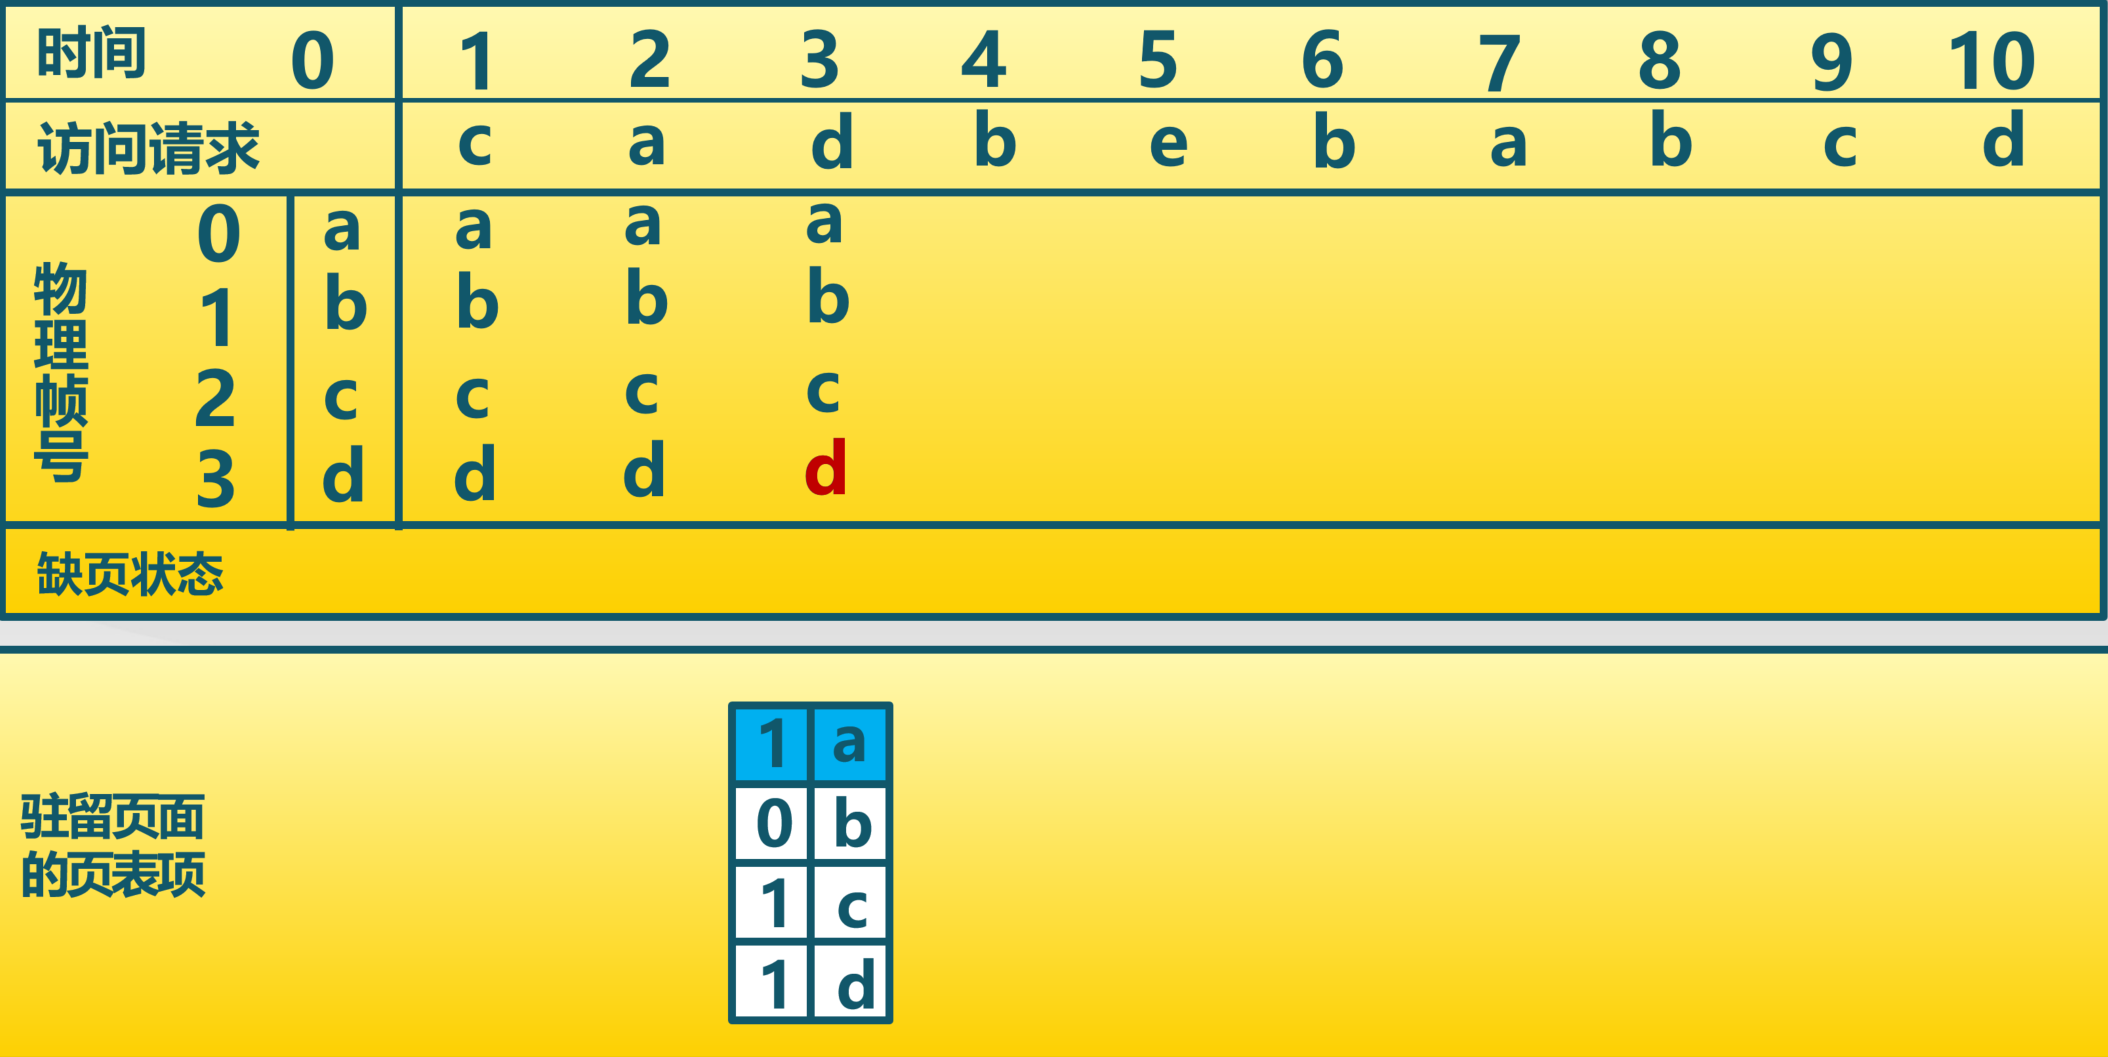 时间 0 1 2 3 4 5 6 7 8 9 10
访问请求 c a d b e b a b c d
物理帧号
0 a a a a
1 b b b b
2 c c c c
3 d d d d
缺页状态
驻留页面
的页表项
1 a
0 b
1 c
1 d